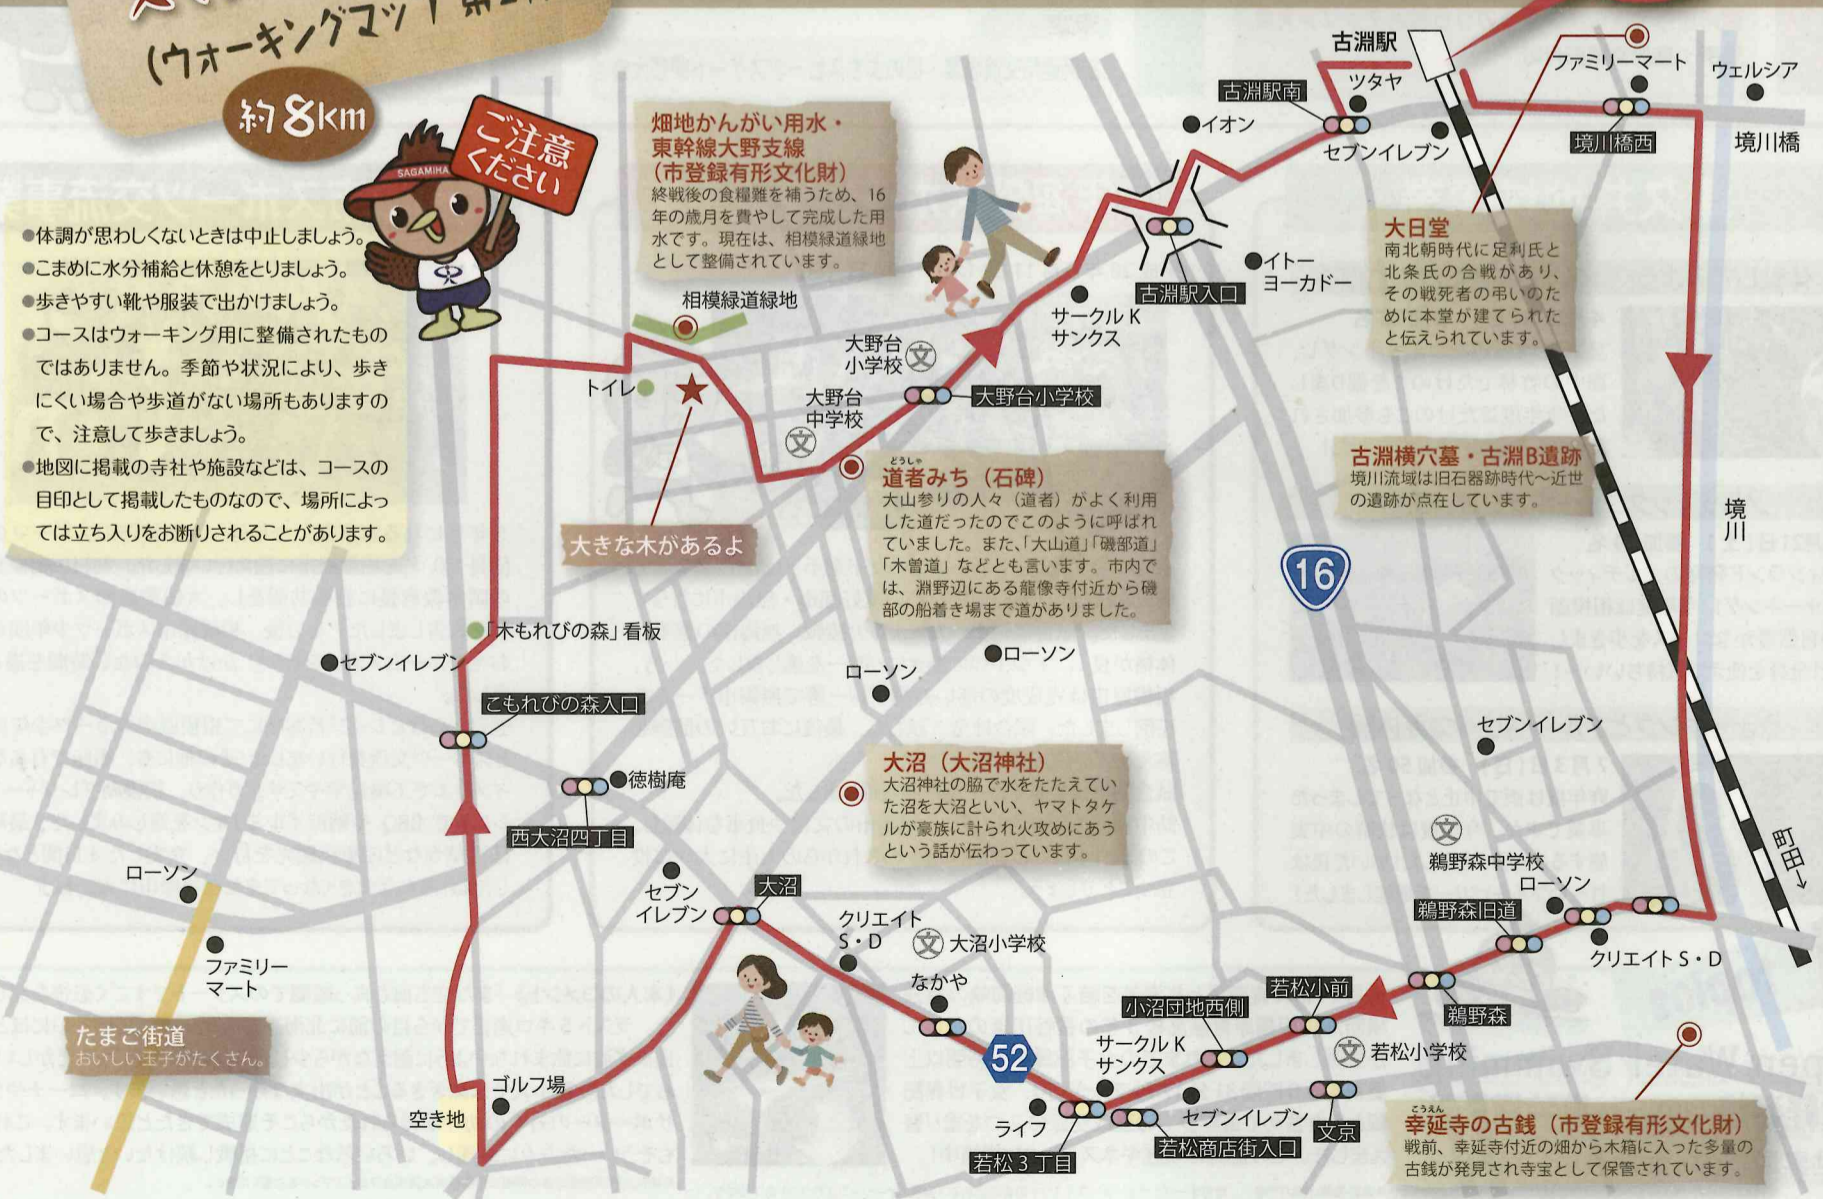 (ウォーキングマップ 第2
約8km
ご注意
ください
SAGAMIHA
●体調が思わしくないときは中止しましょう。
●こまめに水分補給と休憩をとりましょう。
●歩きやすい靴や服装で出かけましょう。
●コースはウォーキング用に整備されたもの
ではありません。季節や状況により、歩き
にくい場合や歩道がない場所もありますの
で、注意して歩きましょう。
●地図に掲載の寺社や施設などは、コースの
目印として掲載したものなので、場所によっ
ては立ち入りをお断りされることがあります。
畑地かんがい用水・
東幹線大野支線
(市登録有形文化財)
終戦後の食糧難を補うため、16
年の歳月を費やして完成した用
水です。現在は、相模緑道緑地
として整備されています。
相模緑道緑地
トイレ
大きな木があるよ
大野台
小学校
文
大野台
中学校
文
大野台小学校
サークルK
サンクス
古淵駅入口
イトー
ヨーカドー
イオン
古淵駅南
古淵駅
ツタヤ
セブンイレブン
ファミリーマート
ウェルシア
境川橋西
境川橋
大日堂
南北朝時代に足利氏と
北条氏の合戦があり、
その戦死者の弔いのた
めに本堂が建てられた
と伝えられています。
古淵横穴墓・古淵B遺跡
境川流域は旧石器跡時代～近世
の遺跡が点在しています。
境川
16
どうしゃ
道者みち（石碑）
大山参りの人々（道者）がよく利用
した道だったのでこのように呼ばれ
ていました。また、「大山道」「磯部道」
「木曽道」などとも言います。市内で
は、淵野辺にある龍像寺付近から磯
部の船着き場まで道がありました。
「木もれびの森」看板
セブンイレブン
こもれびの森入口
ローソン
ローソン
徳樹庵
西大沼四丁目
大沼（大沼神社）
大沼神社の脇で水をたたえてい
た沼を大沼といい、ヤマトタケ
ルが豪族に計られ火攻めにあう
という話が伝わっています。
セブンイレブン
文
鵜野森中学校
町田→
ローソン
鵜野森旧道
クリエイトS・D
鵜野森
ローソン
ファミリー
マート
たまご街道
おいしい玉子がたくさん。
セブン
イレブン
大沼
クリエイト
S・D
文 大沼小学校
なかや
52
小沼団地西側
若松小前
文 若松小学校
サークルK
サンクス
セブンイレブン
文京
ライフ
若松3丁目
若松商店街入口
ゴルフ場
空き地
こうえん
幸延寺の古銭（市登録有形文化財）
戦前、幸延寺付近の畑から木箱に入った多量の
古銭が発見され寺宝として保管されています。